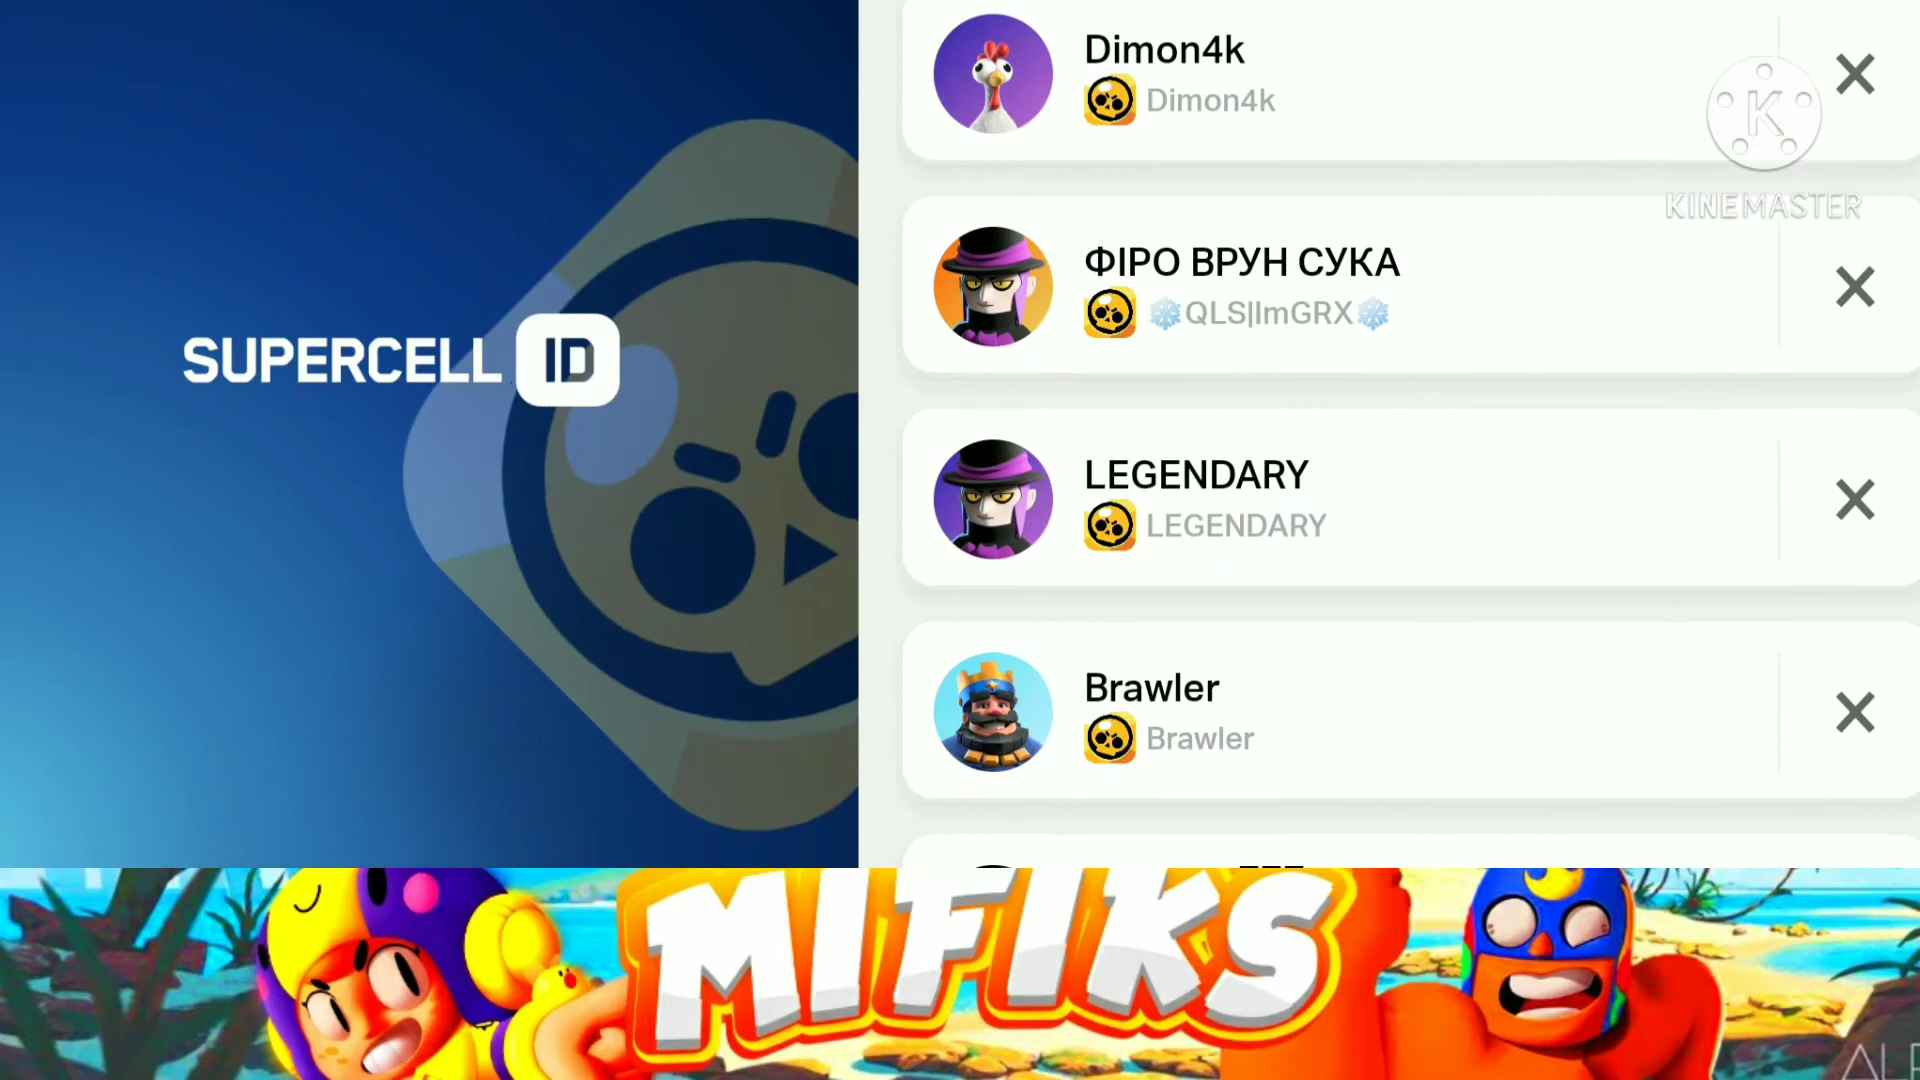 Dimon4k
Dimon4k
KINEMASTER
ФІРО ВРУН СУКА
❄️QLS|ImGRX❄️
SUPERCELL ID
LEGENDARY
LEGENDARY
Brawler
Brawler
MIFIKS